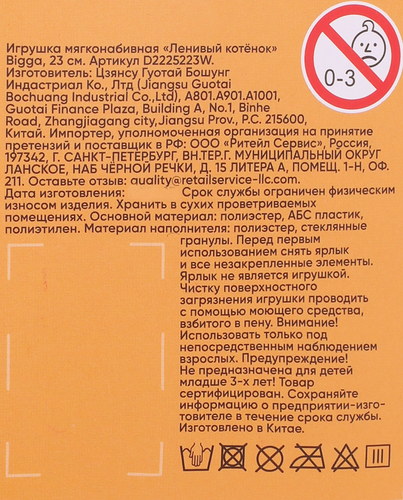 0-3
Игрушка мягконабивная «Ленивый котёнок»
Bigga, 23 см. Артикул D2225223W.
Изготовитель: Цзянсу Гуотай Бошунг
Индастриал Ко., Лтд (Jiangsu Guotai
Bochuang Industrial Co.,Lta), A801.A901.A1001,
Guotai Finance Plaza, Building A, No.1, Binhe
Road, Zhangjiagang city,Jiangsu Prov., P.C. 215600,
Китай. Импортер, уполномоченная организация на принятие
претензий и поставщик в РФ: ООО «Ритейл Сервис», Россия,
197342, Г. САНКТ-ПЕТЕРБУРГ, ВН.ТЕР.Г. МУНИЦИПАЛЬНЫЙ ОКРУГ
ЛАНСКОЕ, НАБ ЧЁРНОЙ РЕЧКИ, Д. 15 ЛИТЕРА А, ПОМЕЩ. 1-Н, ОФ.
211. Оставьте отзыв: auality@retailservice-llc.com.
Дата изготовления: Срок службы ограничен физическим
износом изделия. Хранить в сухих проветриваемых
помещениях. Основной материал: полиэстер, АБС пластик,
полиэтилен. Материал наполнителя: полиэстер, стеклянные
гранулы. Перед первым
использованием снять ярлык
и все незакрепленные элементы.
Ярлык не является игрушкой.
Чистку поверхностного
загрязнения игрушки проводить
с помощью моющего средства,
взбитого в пену. Внимание!
Использовать только под
непосредственным наблюдением
взрослых. Предупреждение!
Не предназначена для детей
младше 3-х лет! Товар
сертифицирован. Сохраняйте
информацию о предприятии-изго-
товителе в течение срока службы.
Изготовлено в Китае.